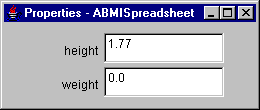 Properties - ABMISpreadsheet
height 1.77
weight 0.0